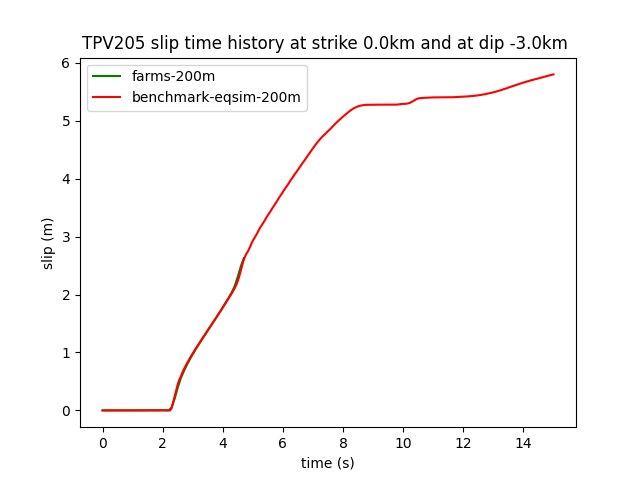 TPV205 slip time history at strike 0.0km and at dip -3.0km
farms-200m
benchmark-eqsim-200m
6
5
4
3
2
1
0
slip (m)
0 2 4 6 8 10 12 14
time (s)